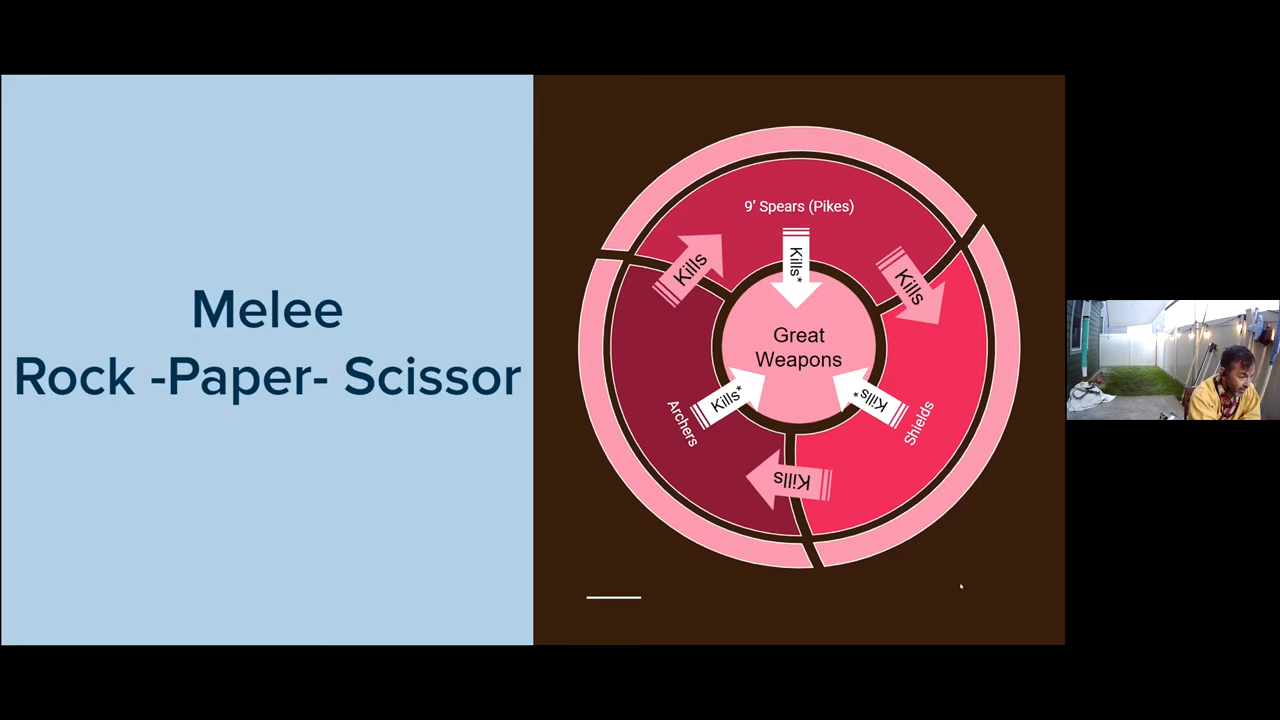 Melee
Rock -Paper- Scissor
9' Spears (Pikes)
Kills
Kills*
Kills
Great
Weapons
Kills*
Kills*
Archers
Shields
Kills